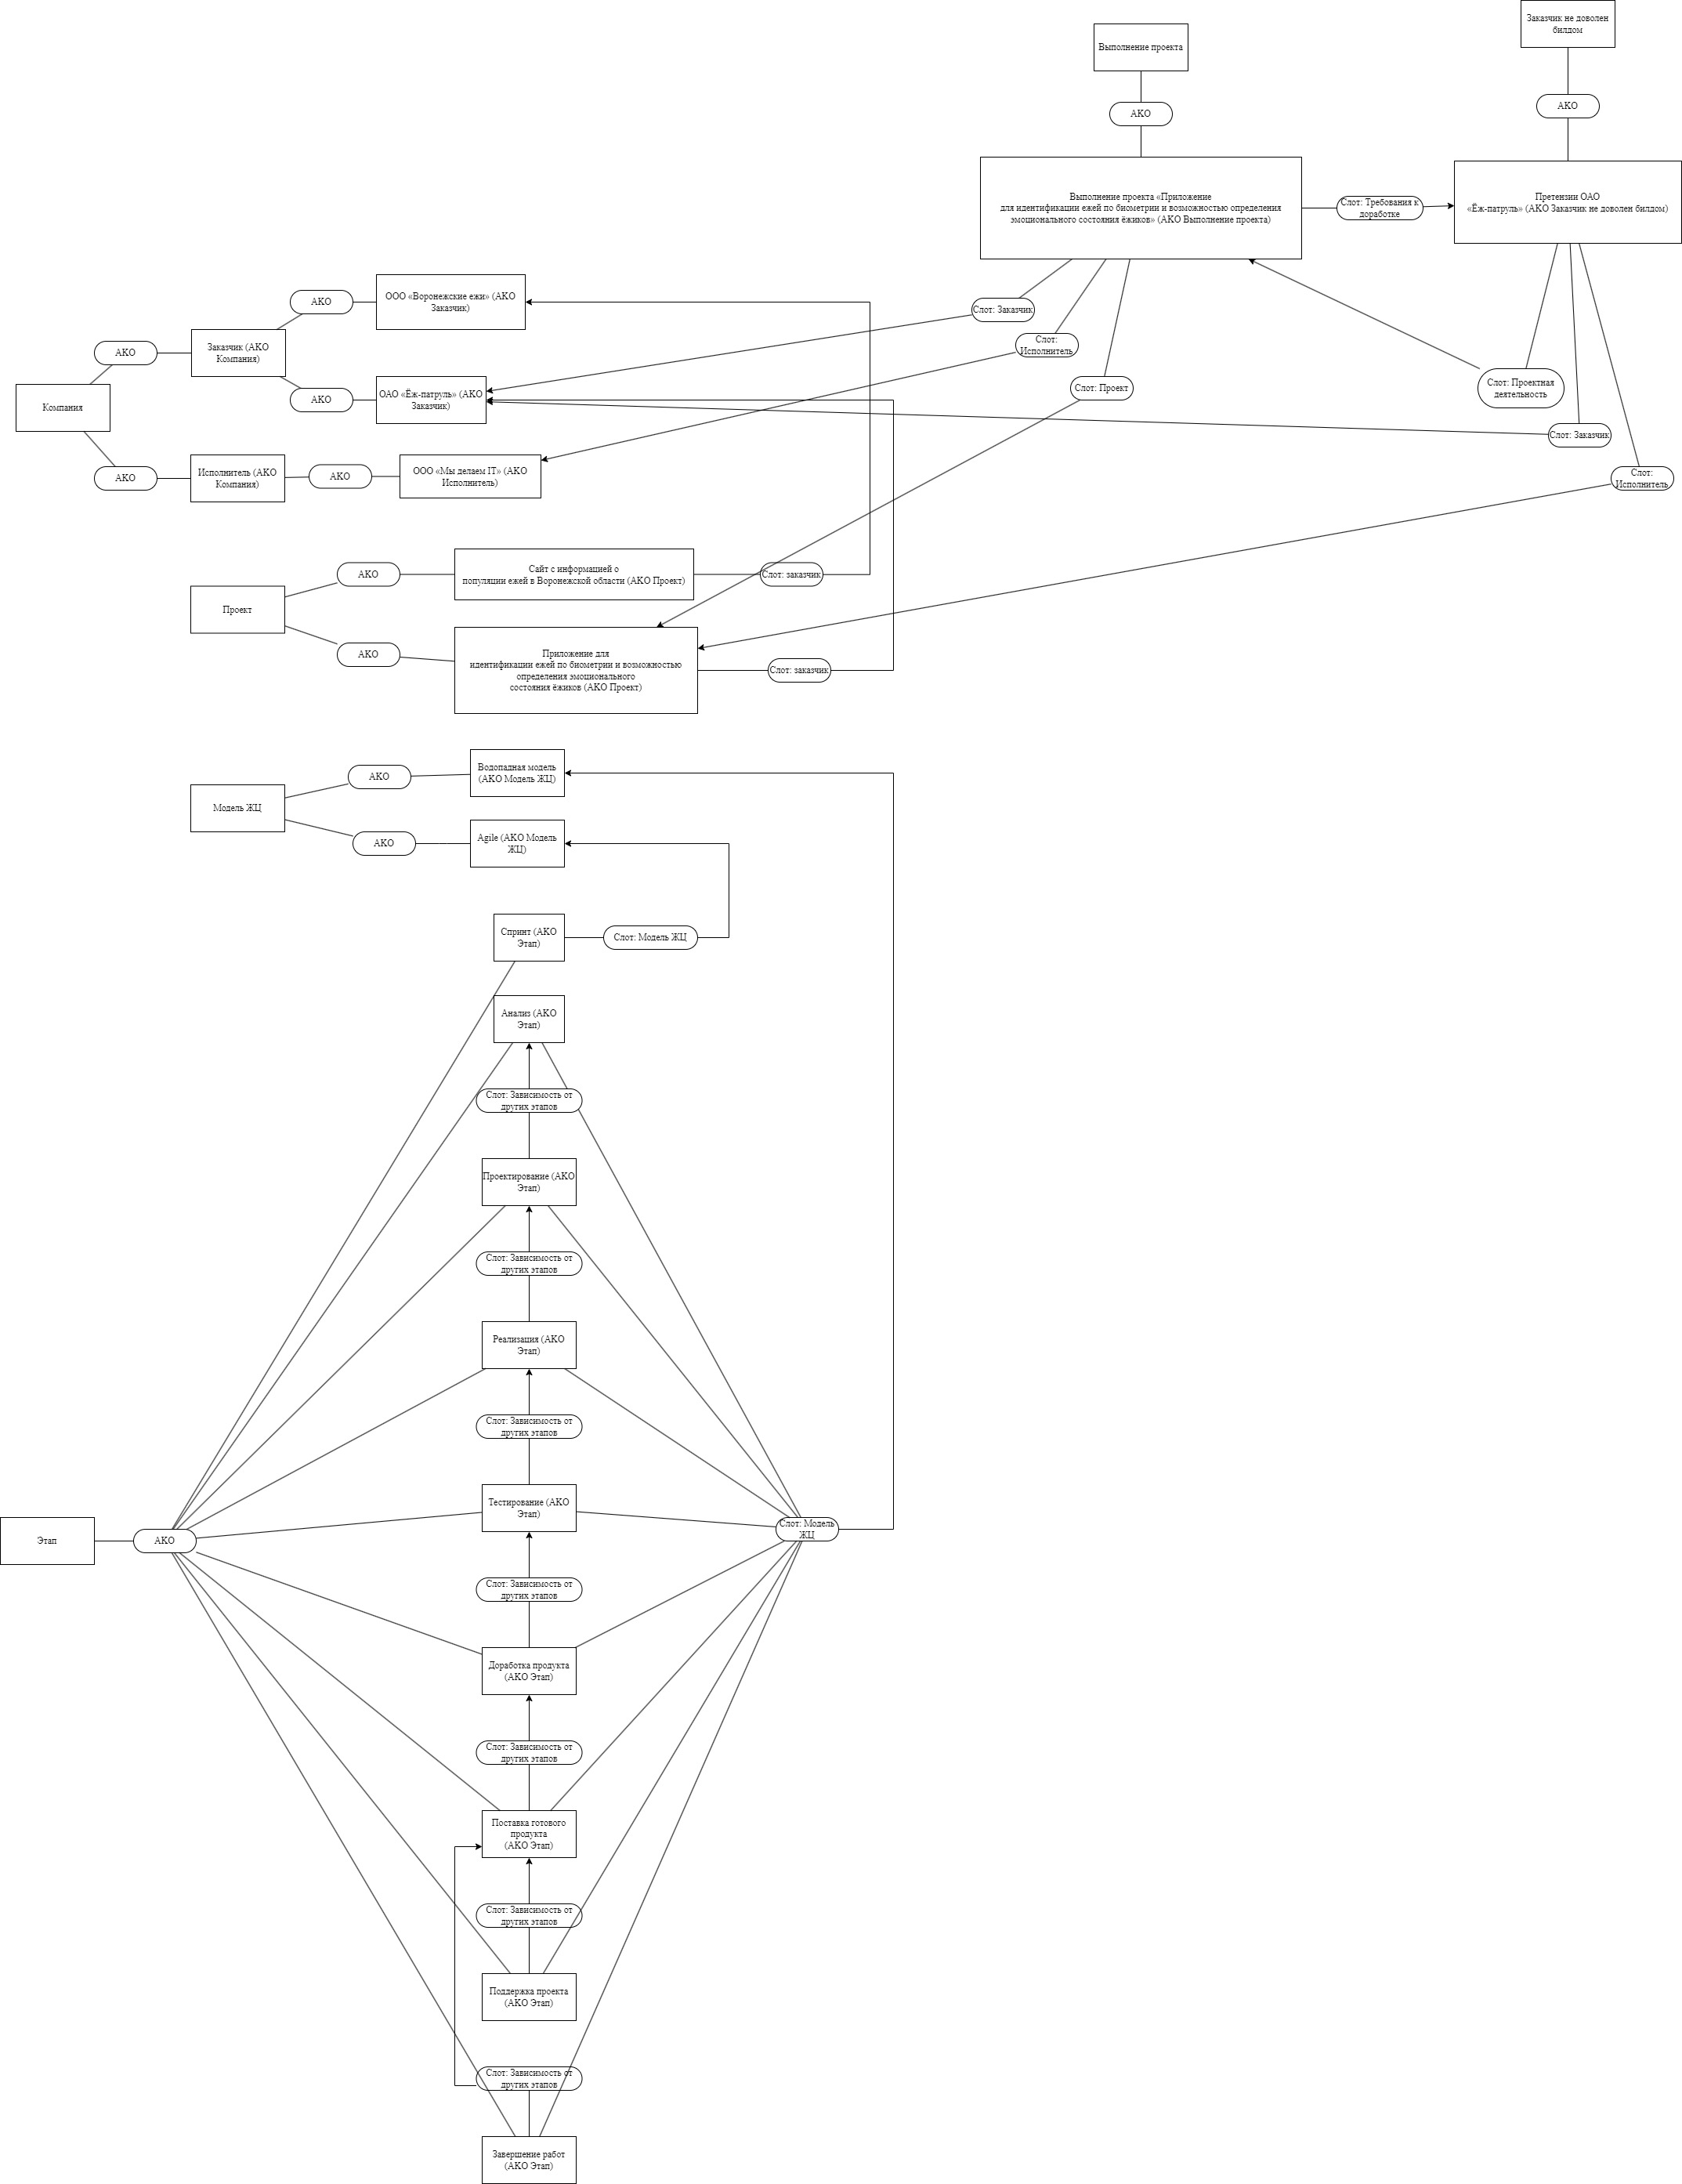 Заказчик не доволен
билдом
Выполнение проекта
АКО
АКО
Выполнение проекта «Приложение
для идентификации ежей по биометрии и возможностью определения
эмоционального состояния ёжиков» (АКО Выполнение проекта)
Слот: Требования к
доработке
Претензии ОАО
«Ёж-патруль» (АКО Заказчик не доволен билдом)
АКО
ООО «Воронежские ежи» (АКО
Заказчик)
Слот: Заказчик
АКО
Заказчик (АКО
Компания)
Слот:
Исполнитель
Компания
АКО
ОАО «Ёж-патруль» (АКО
Заказчик)
Слот: Проект
Слот: Проектная
деятельность
Слот: Заказчик
АКО
Исполнитель (АКО
Компания)
АКО
ООО «Мы делаем IT» (АКО
Исполнитель)
Слот:
Исполнитель
АКО
Сайт с информацией о
популяции ежей в Воронежской области (АКО Проект)
Слот: заказчик
Проект
АКО
Приложение для
идентификации ежей по биометрии и возможностью
определения эмоционального
состояния ёжиков (АКО Проект)
Слот: заказчик
АКО
Водопадная модель
(АКО Модель ЖЦ)
Модель ЖЦ
АКО
Agile (АКО Модель
ЖЦ)
Спринт (АКО
Этап)
Слот: Модель ЖЦ
Анализ (АКО
Этап)
Слот: Зависимость от
других этапов
Проектирование (АКО
Этап)
Слот: Зависимость от
других этапов
Реализация (АКО
Этап)
Слот: Зависимость от
других этапов
Тестирование (АКО
Этап)
Слот: Модель
ЖЦ
Этап
АКО
Слот: Зависимость от
других этапов
Доработка продукта
(АКО Этап)
Слот: Зависимость от
других этапов
Поставка готового
продукта
(АКО Этап)
Слот: Зависимость от
других этапов
Поддержка проекта
(АКО Этап)
Слот: Зависимость от
других этапов
Завершение работ
(АКО Этап)